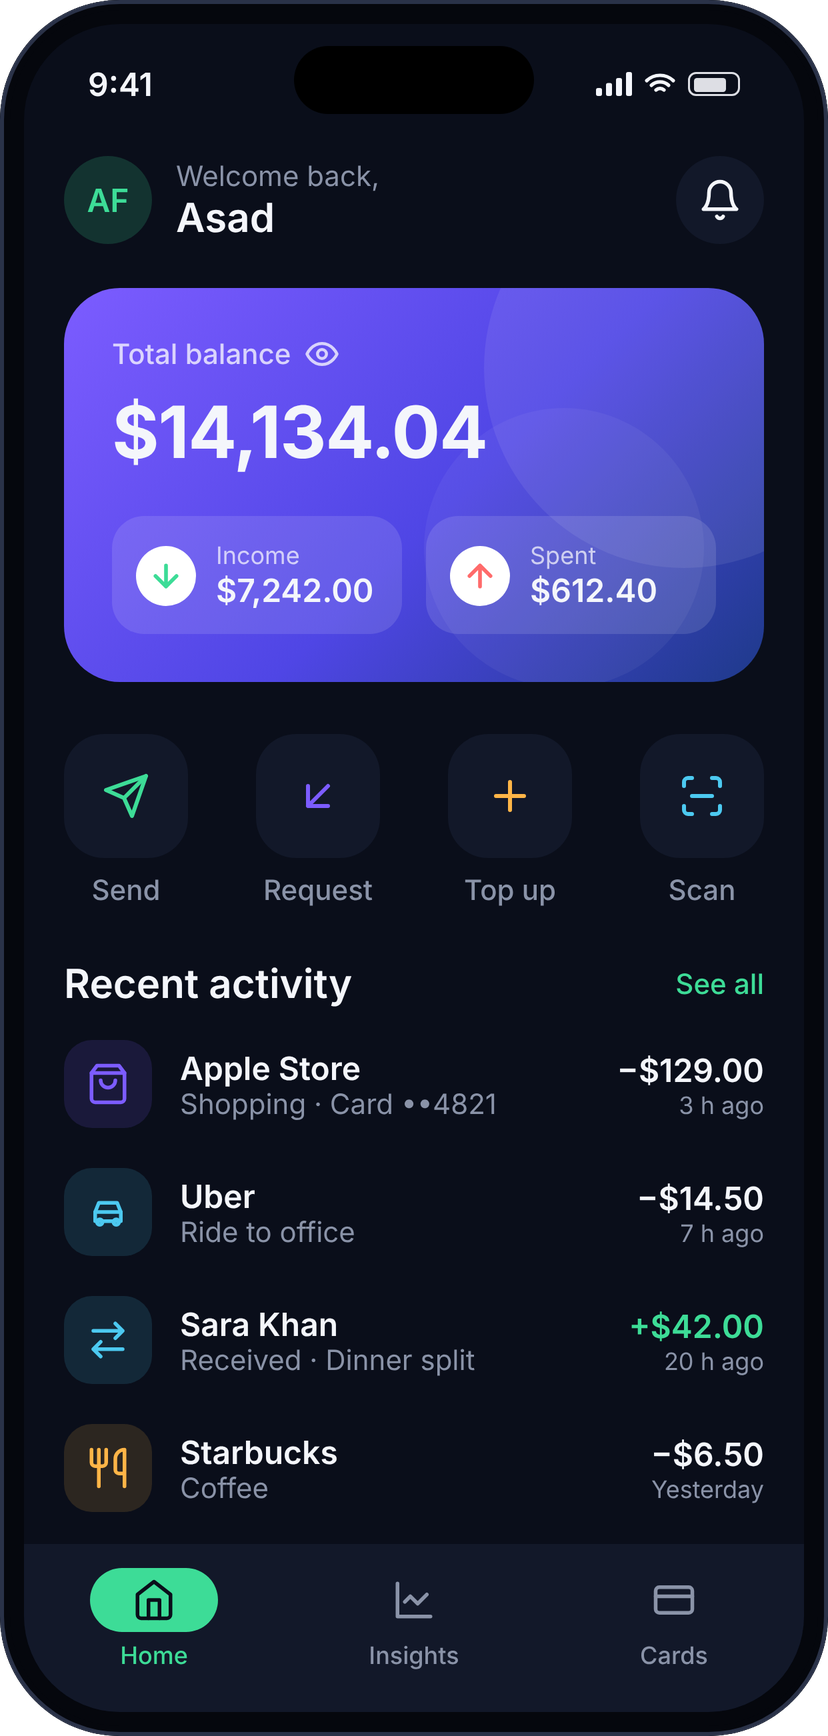 9:41
AF
Welcome back,
Asad
Total balance
$14,134.04
Income
$7,242.00
Spent
$612.40
Send
Request
Top up
Scan
Recent activity
See all
Apple Store
−$129.00
Shopping · Card ••4821
3 h ago
Uber
−$14.50
Ride to office
7 h ago
Sara Khan
+$42.00
Received · Dinner split
20 h ago
Starbucks
−$6.50
Coffee
Yesterday
Home
Insights
Cards